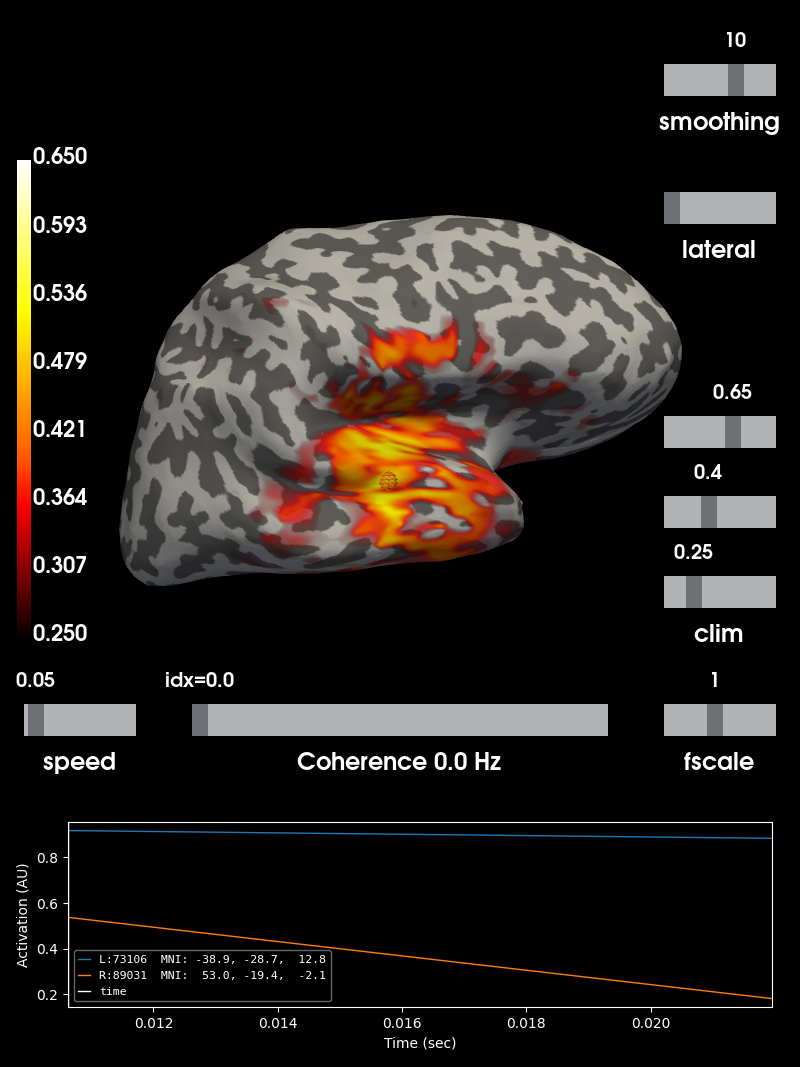 10
smoothing
0.650
0.593
lateral
0.536
0.479
0.65
0.421
0.4
0.364
0.25
0.307
clim
0.250
0.05
idx=0.0
1
speed
Coherence 0.0 Hz
fscale
Activation (AU)
0.8
0.6
0.4
0.2
L:73106 MNI: -38.9, -28.7, 12.8
R:89031 MNI: 53.0, -19.4, -2.1
time
0.012 0.014 0.016 0.018 0.020
Time (sec)